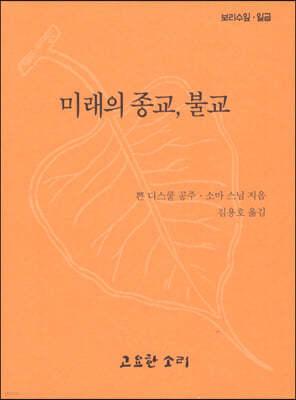 보리수잎 · 일곱
미래의 종교, 불교
쁜 디스쿨 공주 · 소마 스님 지음
김용호 옮김
고요한 소리